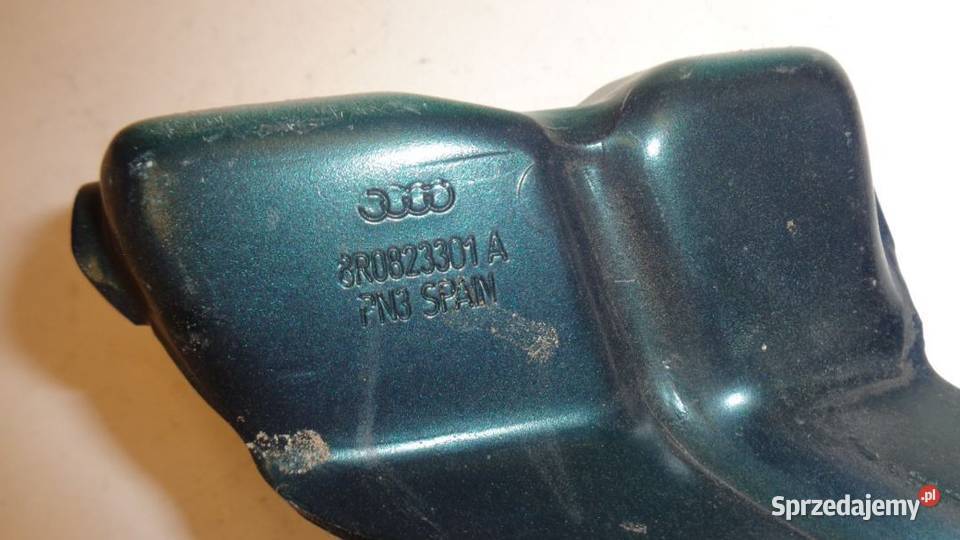 8R0823301 A
PN3 SPAIN
Sprzedajemy.pl